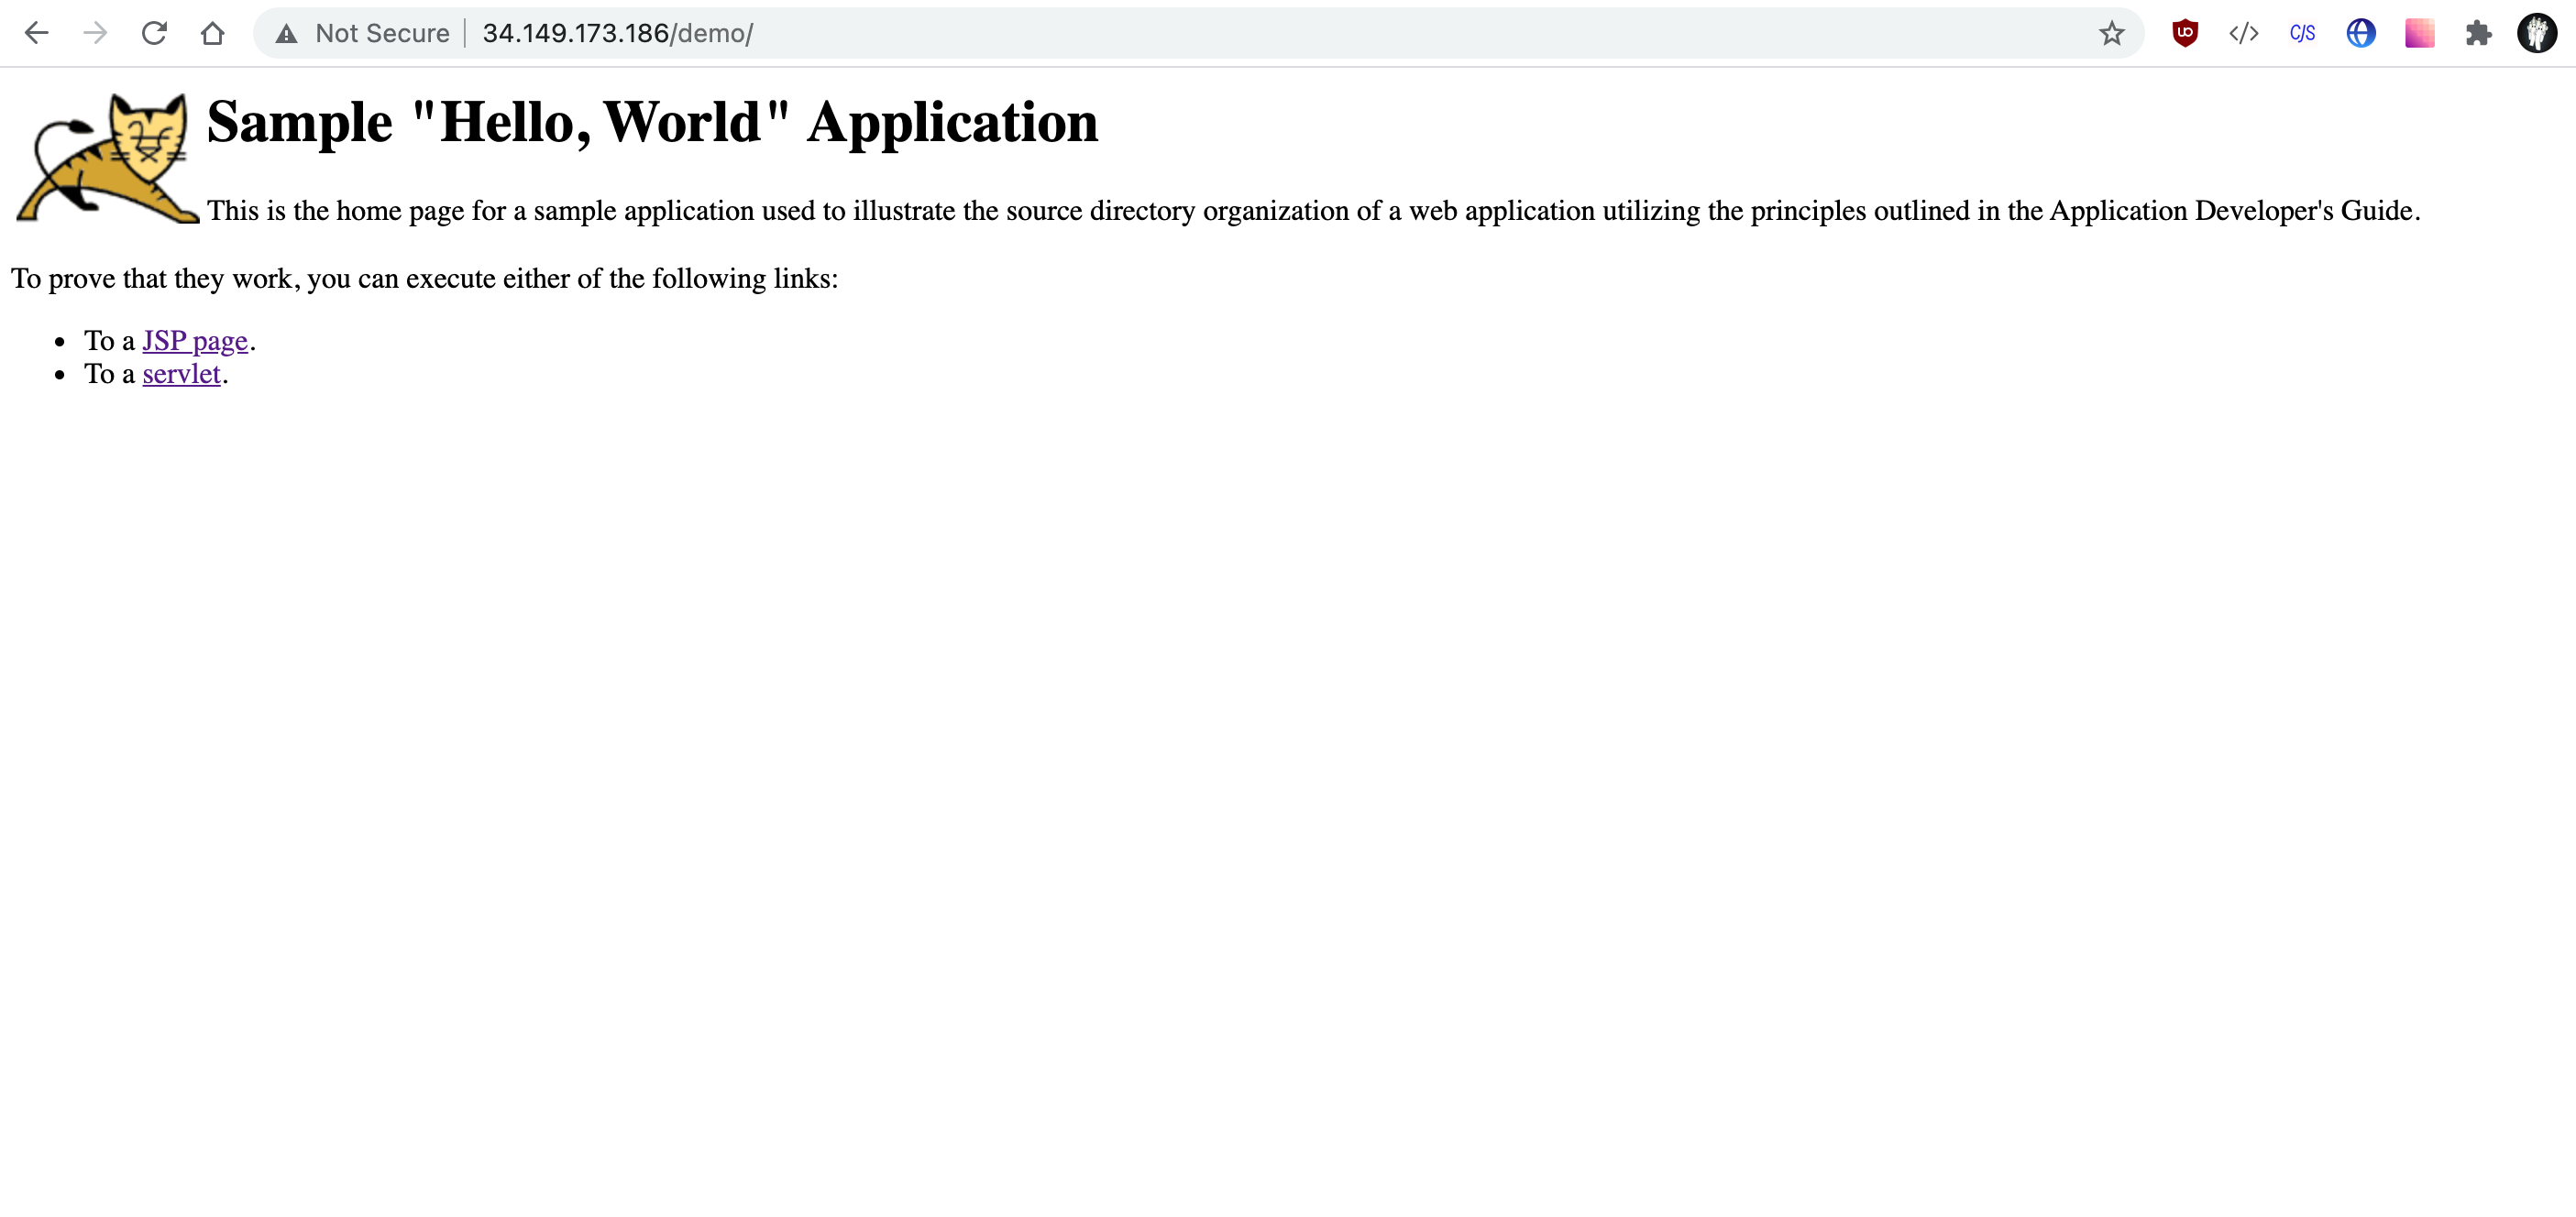 Not Secure 34.149.173.186/demo/
UO </> C/S
Sample "Hello, World" Application
This is the home page for a sample application used to illustrate the source directory organization of a web application utilizing the principles outlined in the Application Developer's Guide.
To prove that they work, you can execute either of the following links:
• To a JSP page.
• To a servlet.